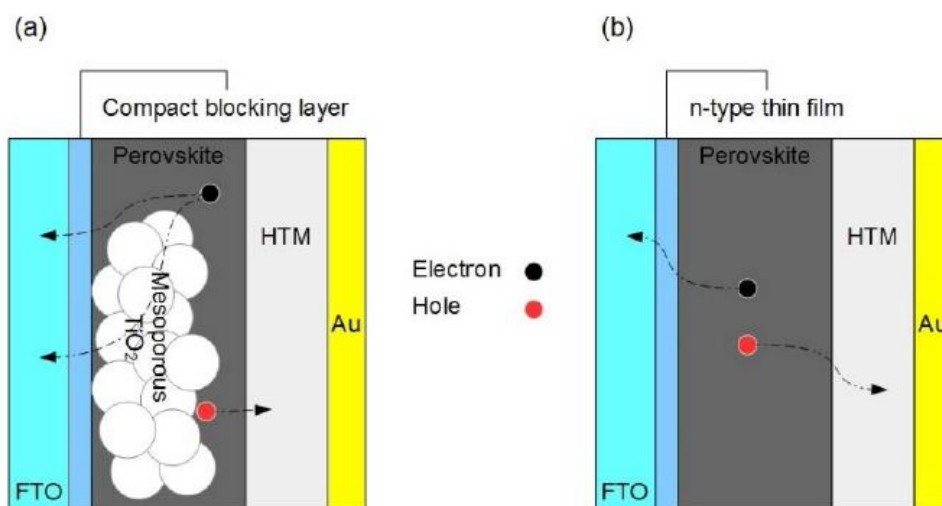 (a)
Compact blocking layer
Perovskite
HTM
Mesoporous
TiO₂
Au
FTO
Electron
Hole
(b)
n-type thin film
Perovskite
HTM
Au
FTO